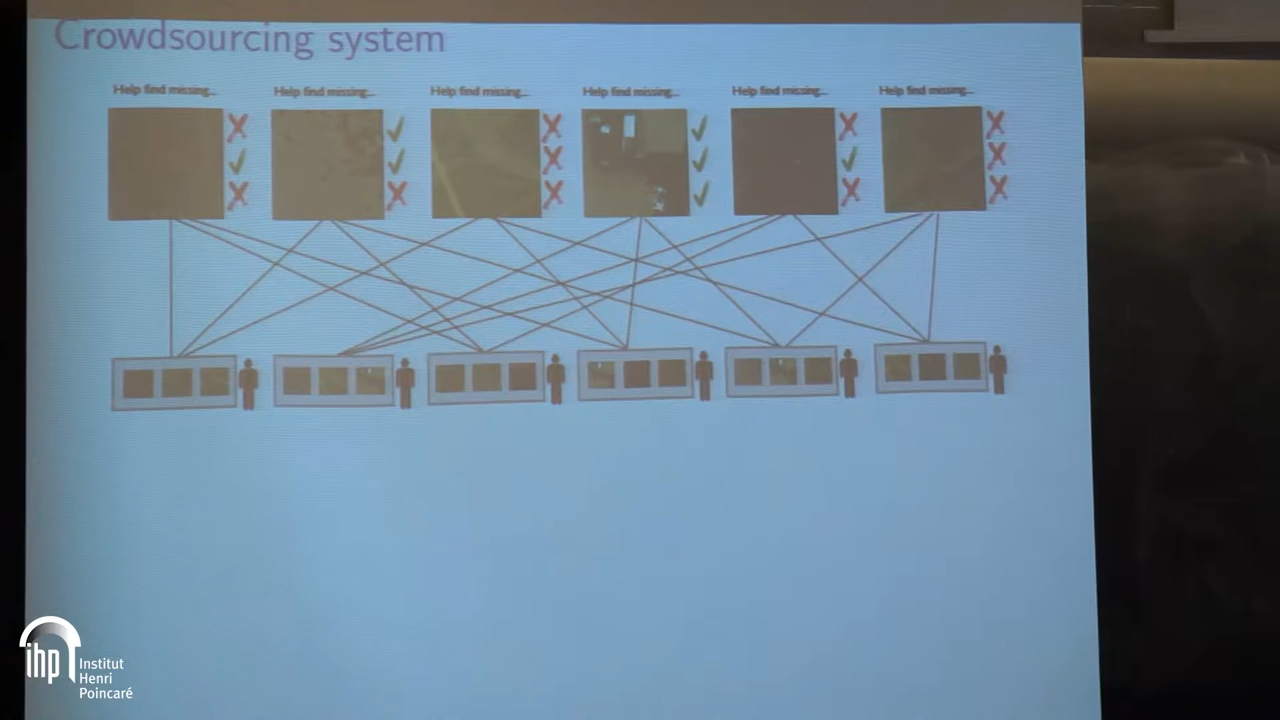 Crowdsourcing system
Help find missing... Help find missing... Help find missing... Help find missing... Help find missing... Help find missing...
ihp
Institut
Henri
Poincaré